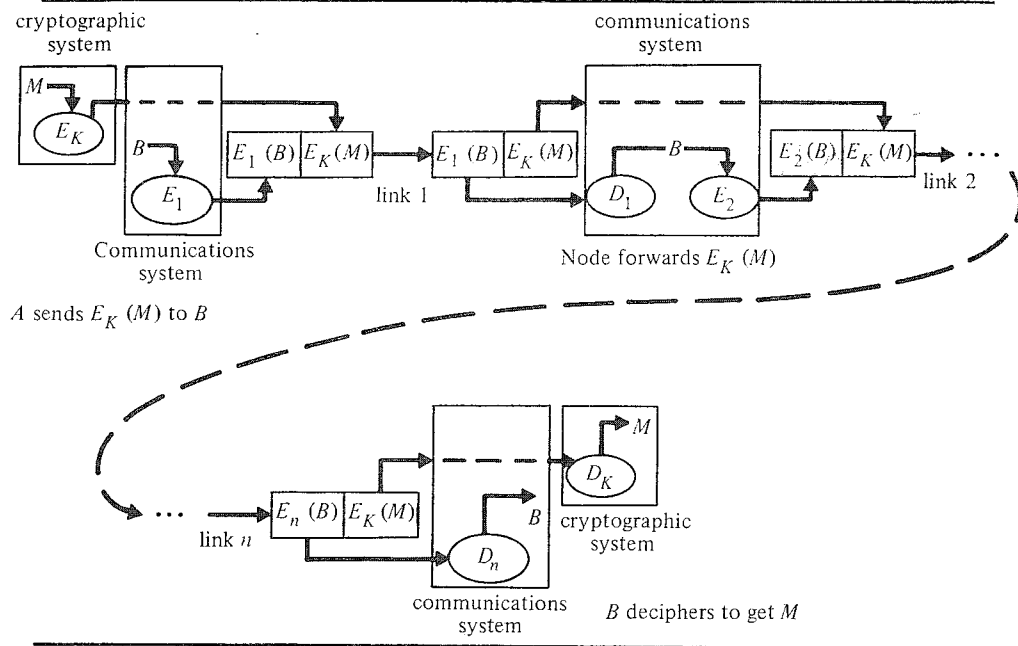 cryptographic
system
communications
system
M
E_K
B
E_1
E_1 (B) E_K (M)
link 1
E_1 (B) E_K (M)
D_1
B
E_2
E_2 (B) E_K (M)
link 2
...
Communications
system
Node forwards E_K (M)
A sends E_K (M) to B
...
link n
E_n (B) E_K (M)
D_n
B
D_K
M
cryptographic
system
communications
system
B deciphers to get M